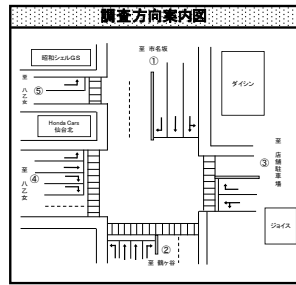 調査方向案内図
至 市名坂
①
昭和シェルGS
至 八乙女
⑤
Honda Cars
仙台北
至 八乙女
④
ダイシン
至 店舗駐車場
③
ジョイス
②
至 鶴ヶ谷